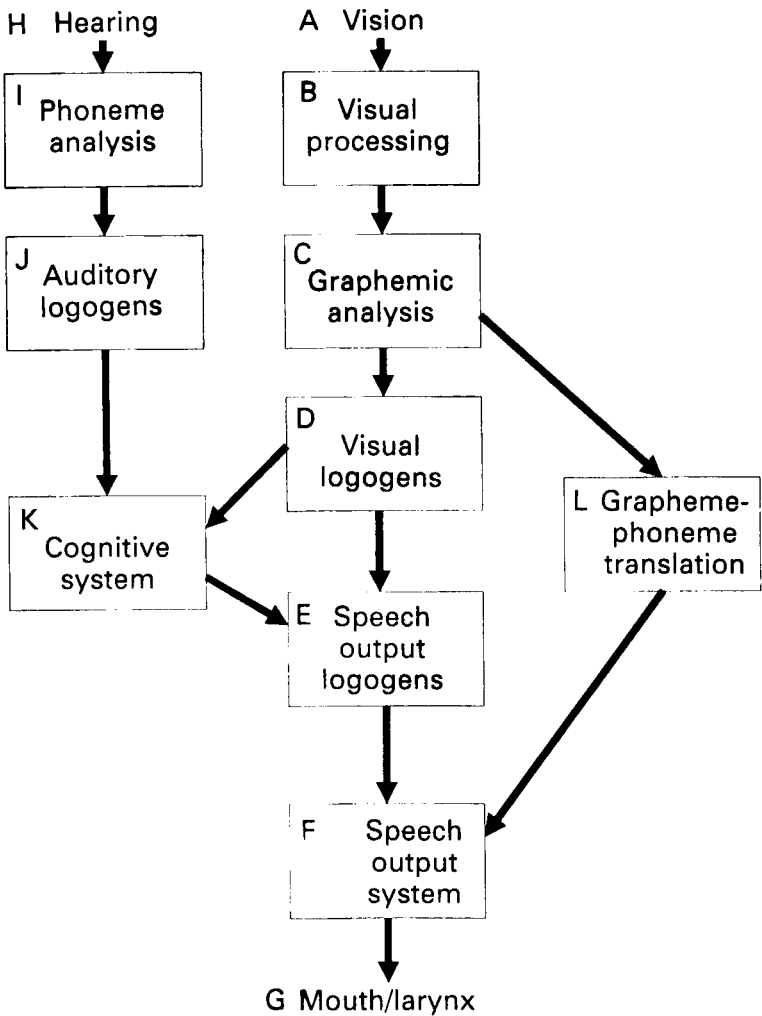 H Hearing
A Vision
I
Phoneme
analysis
B
Visual
processing
J
Auditory
logogens
C
Graphemic
analysis
D
Visual
logogens
K
Cognitive
system
L Grapheme-
phoneme
translation
E Speech
output
logogens
F Speech
output
system
G Mouth/larynx